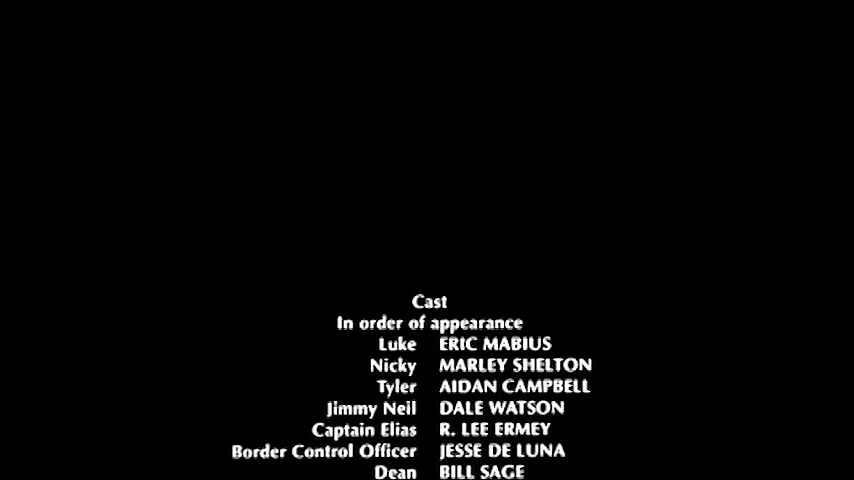 Cast
In order of appearance
Luke ERIC MABIUS
Nicky MARLEY SHELTON
Tyler AIDAN CAMPBELL
Jimmy Neil DALE WATSON
Captain Elias R. LEE ERMEY
Border Control Officer JESSE DE LUNA
Dean BILL SAGE